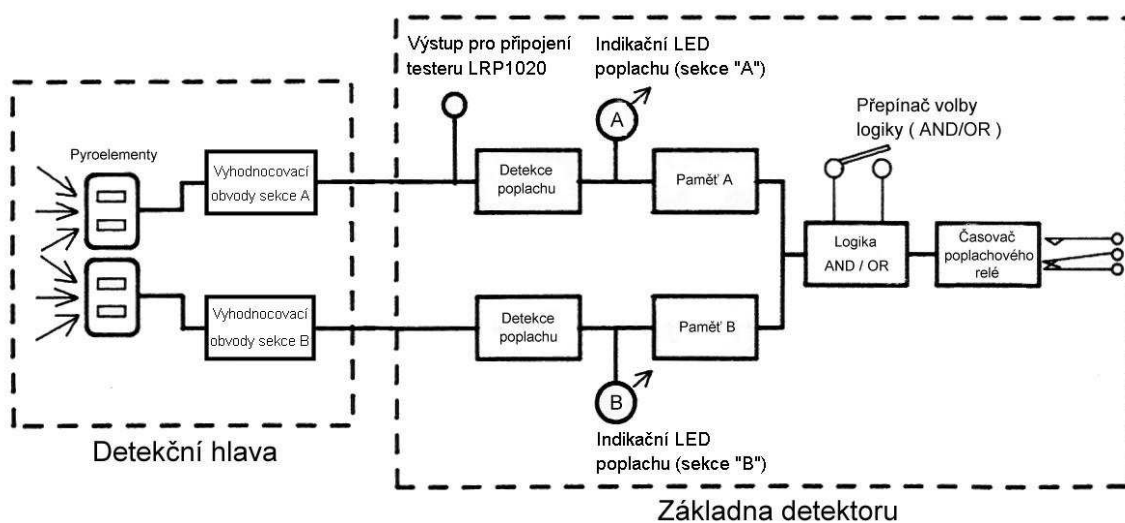 Výstup pro připojení
testeru LRP1020
Indikační LED
poplachu (sekce "A")
Přepínač volby
logiky ( AND/OR )
Pyroelementy
Vyhodnocovací
obvody sekce A
Detekce
poplachu
A
Paměť A
Logika
AND / OR
Časovač
poplachového
relé
Vyhodnocovací
obvody sekce B
Detekce
poplachu
Paměť B
B
Indikační LED
poplachu (sekce "B")
Detekční hlava
Základna detektoru